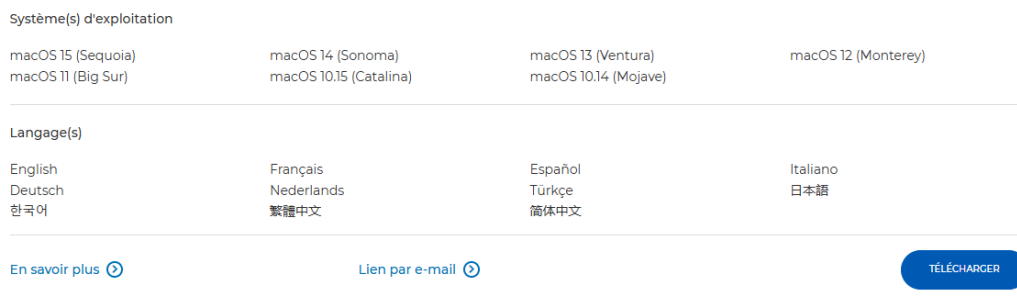 Système(s) d'exploitation
macOS 15 (Sequoia) macOS 14 (Sonoma) macOS 13 (Ventura) macOS 12 (Monterey)
macOS 11 (Big Sur) macOS 10.15 (Catalina) macOS 10.14 (Mojave)
Langage(s)
English Français Español Italiano
Deutsch Nederlands Türkçe 日本語
한국어 繁體中文 简体中文
En savoir plus Lien par e-mail TÉLÉCHARGER